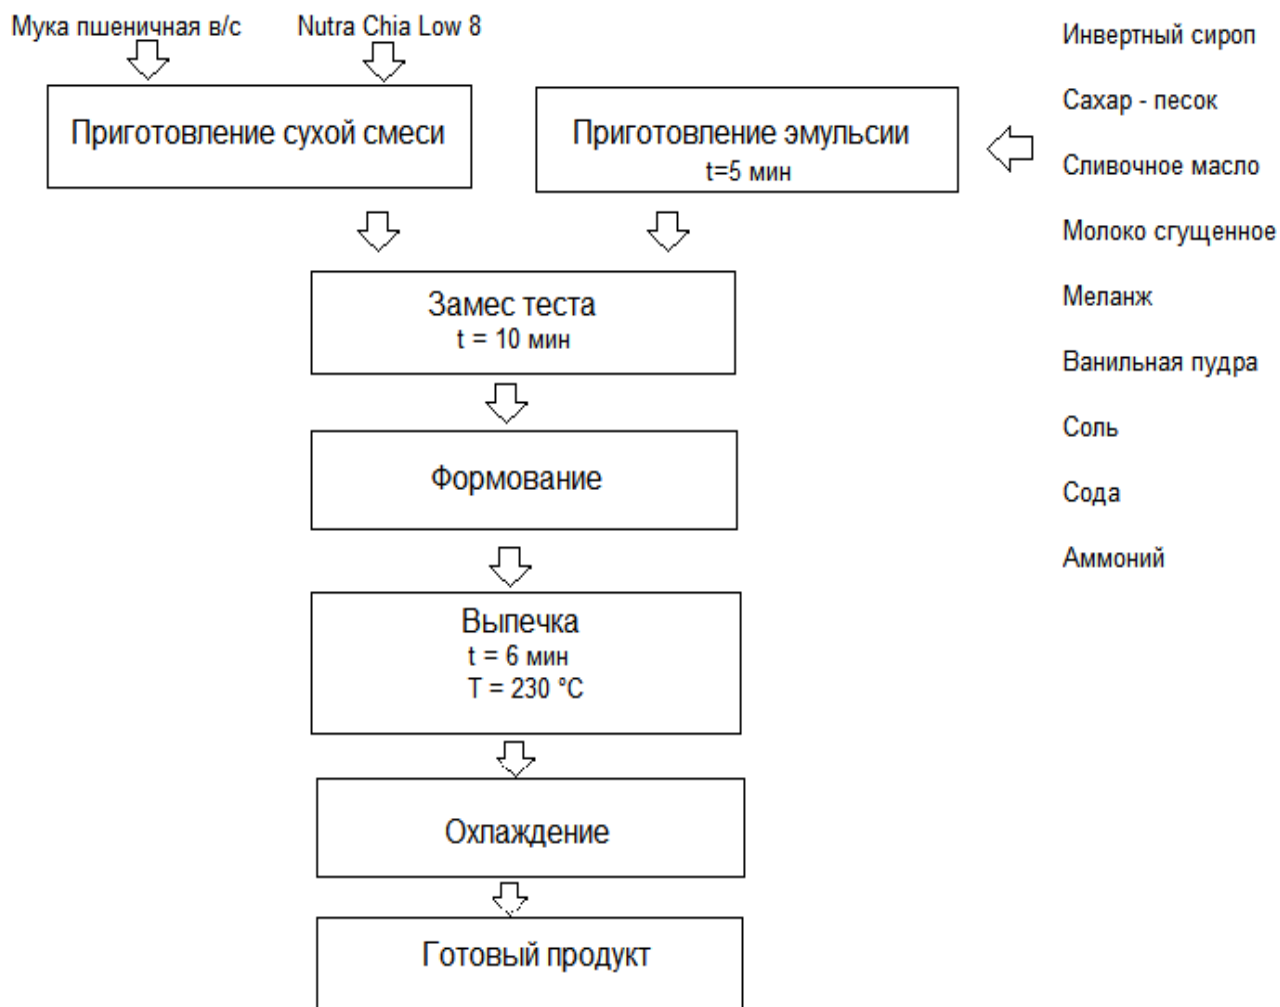 Мука пшеничная в/с
Nutra Chia Low 8
Приготовление сухой смеси
Приготовление эмульсии
t=5 мин
Инвертный сироп
Сахар - песок
Сливочное масло
Молоко сгущенное
Меланж
Ванильная пудра
Соль
Сода
Аммоний
Замес теста
t = 10 мин
Формование
Выпечка
t = 6 мин
T = 230 °C
Охлаждение
Готовый продукт